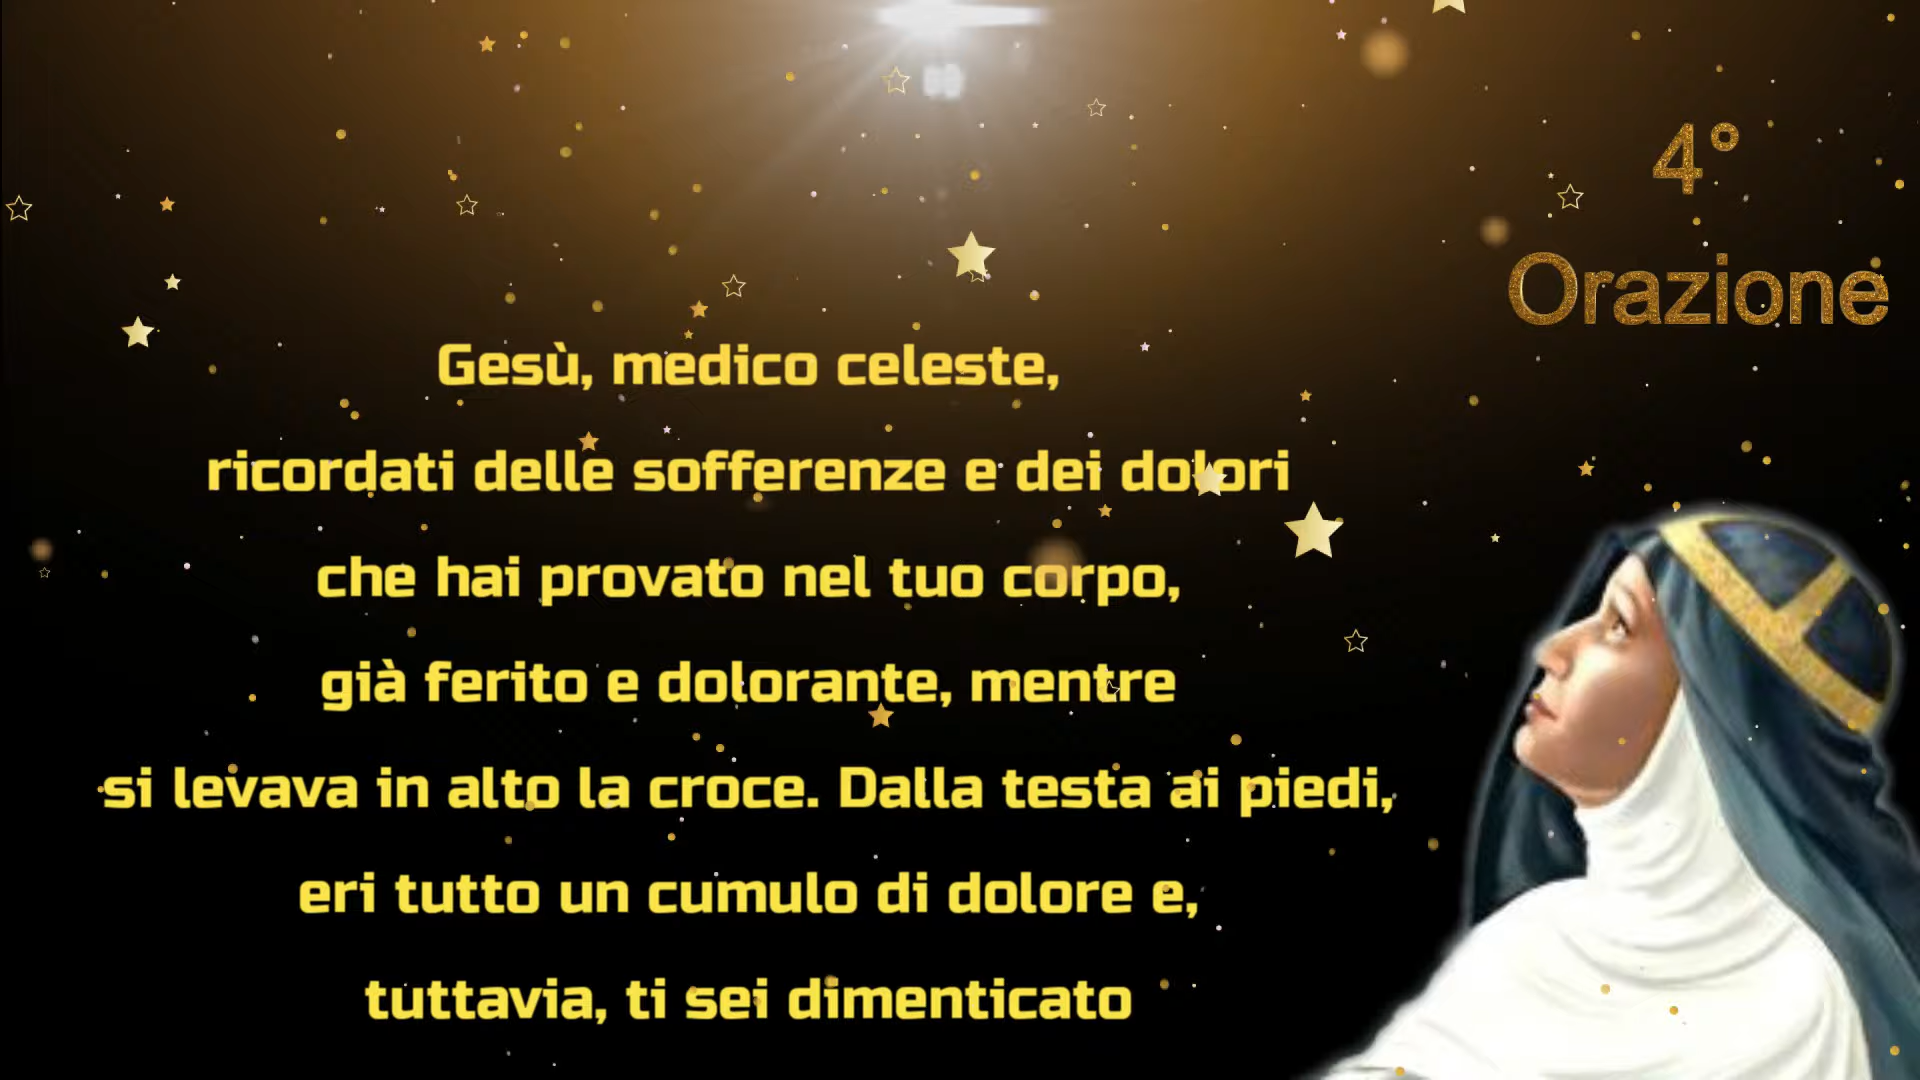 4°
Orazione
Gesù, medico celeste,
ricordati delle sofferenze e dei dolori
che hai provato nel tuo corpo,
già ferito e dolorante, mentre
si levava in alto la croce. Dalla testa ai piedi,
eri tutto un cumulo di dolore e,
tuttavia, ti sei dimenticato